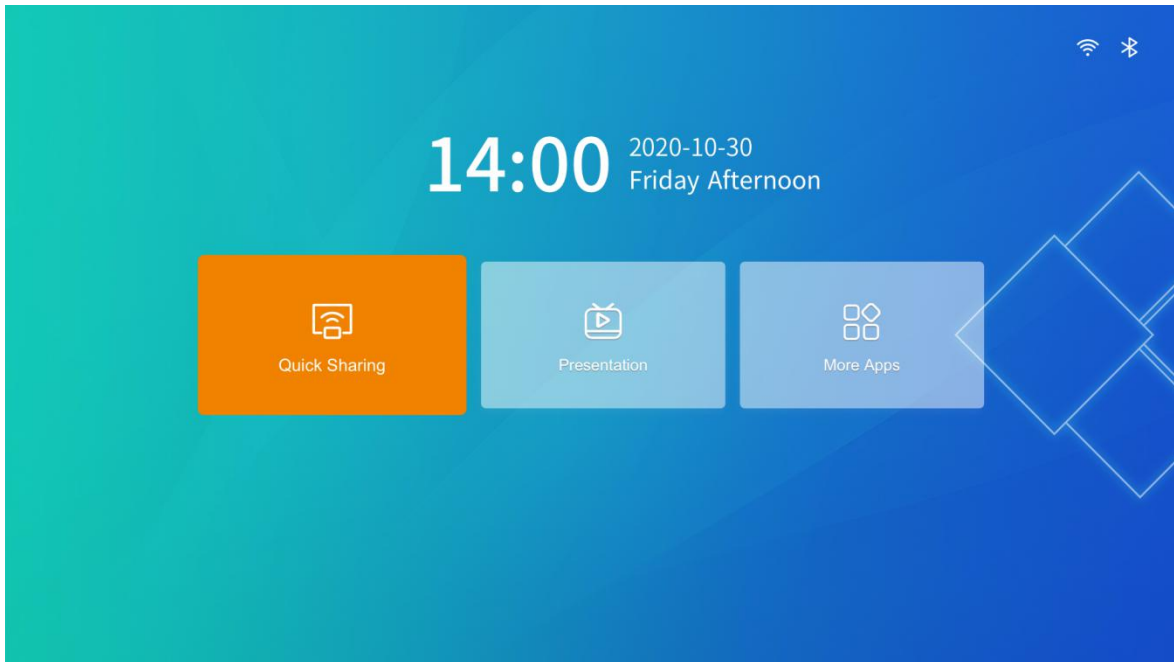 14:00
2020-10-30
Friday Afternoon
Quick Sharing
Presentation
More Apps